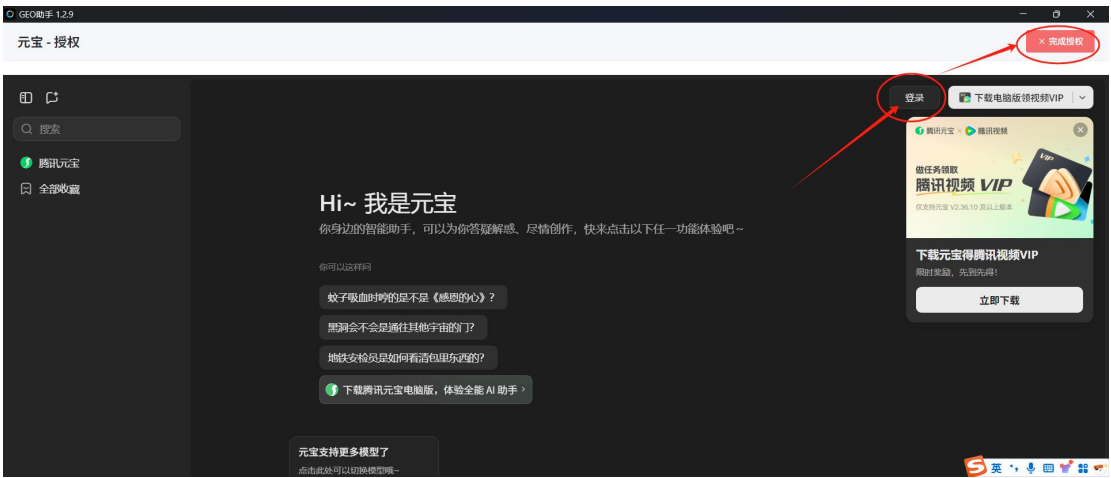 GEO助手 1.2.9
元宝 - 授权
× 完成授权
登录
下载电脑版领视频VIP
搜索
腾讯元宝
全部收藏
腾讯元宝 × 腾讯视频
做任务领取
腾讯视频 VIP
仅支持元宝 V2.36.10 及以上版本
VIP
下载元宝得腾讯视频VIP
限时奖励，先到先得！
立即下载
Hi~ 我是元宝
你身边的智能助手，可以为你答疑解惑、尽情创作，快来点击以下任一功能体验吧~
你可以这样问
蚊子吸血时哼的是不是《感恩的心》？
黑洞会不会是通往其他宇宙的门？
地铁安检员是如何看清包里东西的？
下载腾讯元宝电脑版，体验全能 AI 助手 ›
元宝支持更多模型了
点击此处可以切换模型哦~
英